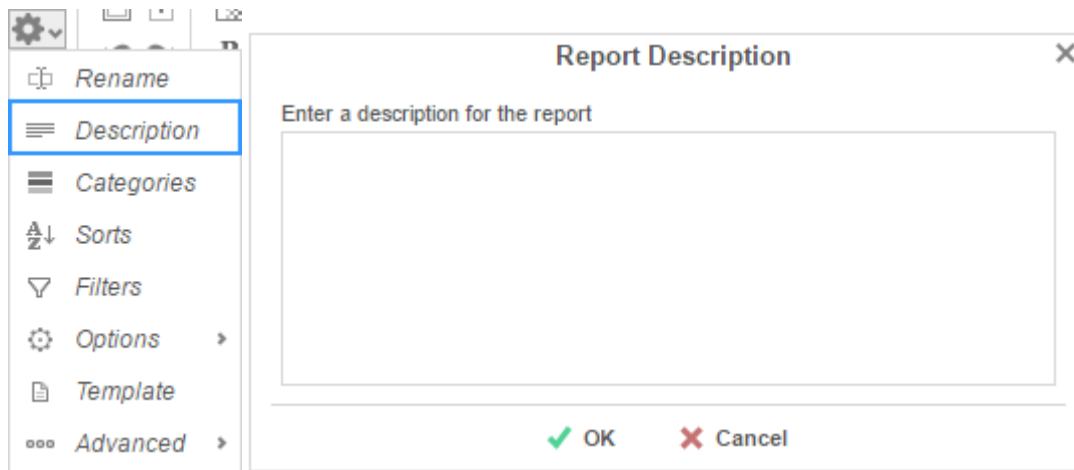 Rename
Description
Categories
Sorts
Filters
Options
Template
Advanced
Report Description
Enter a description for the report
OK
Cancel